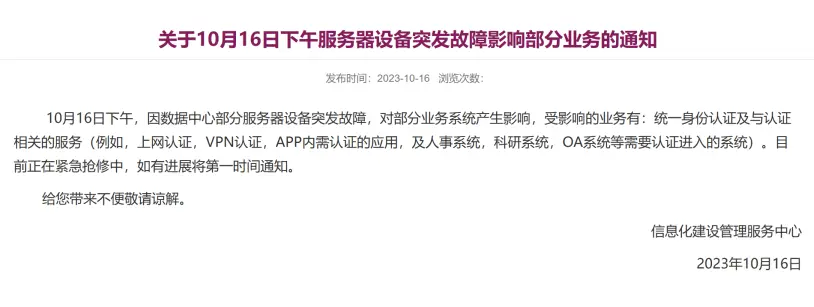 关于10月16日下午服务器设备突发故障影响部分业务的通知
发布时间：2023-10-16 浏览次数：
10月16日下午，因数据中心部分服务器设备突发故障，对部分业务系统产生影响，受影响的业务有：统一身份认证及与认证
相关的服务（例如，上网认证，VPN认证，APP内需认证的应用，及人事系统，科研系统，OA系统等需要认证进入的系统）。目
前正在紧急抢修中，如有进展将第一时间通知。
给您带来不便敬请谅解。
信息化建设管理服务中心
2023年10月16日